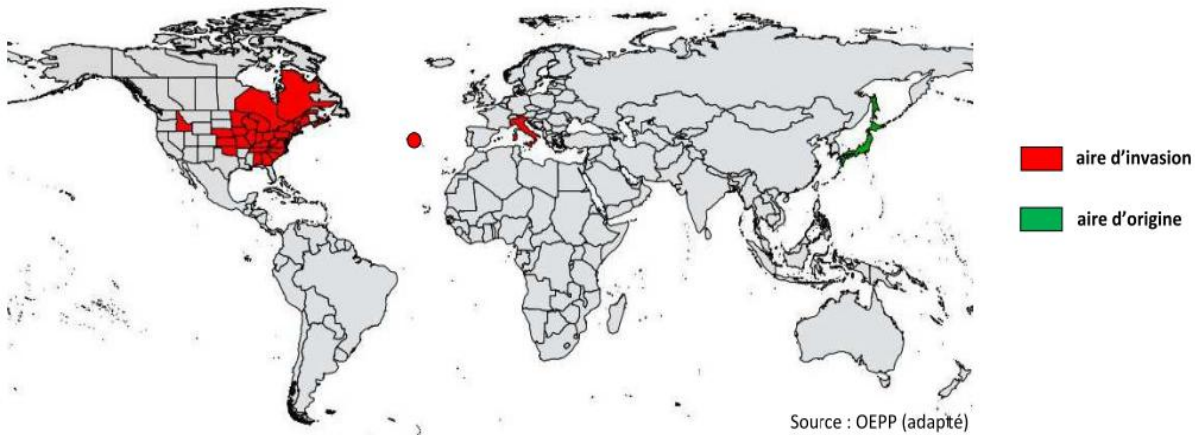 aire d’invasion
aire d’origine
Source : OEPP (adapté)